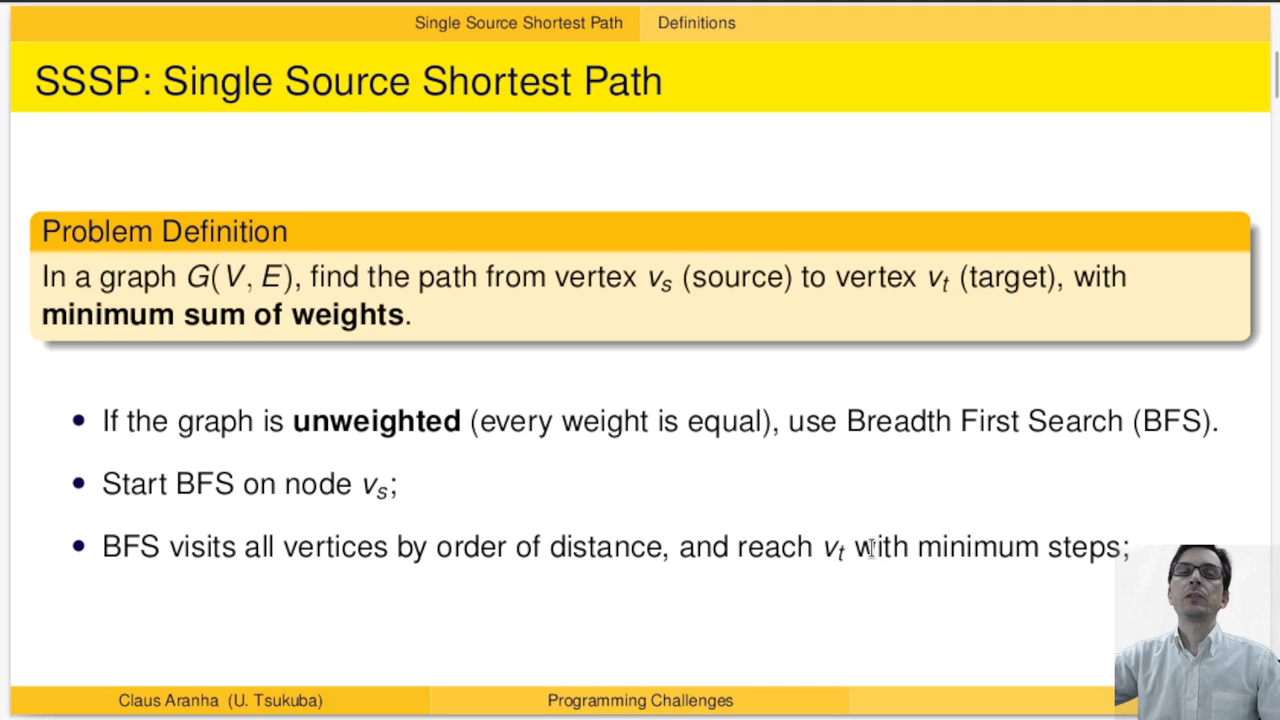 Single Source Shortest Path Definitions
SSSP: Single Source Shortest Path
Problem Definition
In a graph G(V, E), find the path from vertex vs (source) to vertex vt (target), with
minimum sum of weights.
• If the graph is unweighted (every weight is equal), use Breadth First Search (BFS).
• Start BFS on node vs;
• BFS visits all vertices by order of distance, and reach vt with minimum steps;
Claus Aranha (U. Tsukuba) Programming Challenges